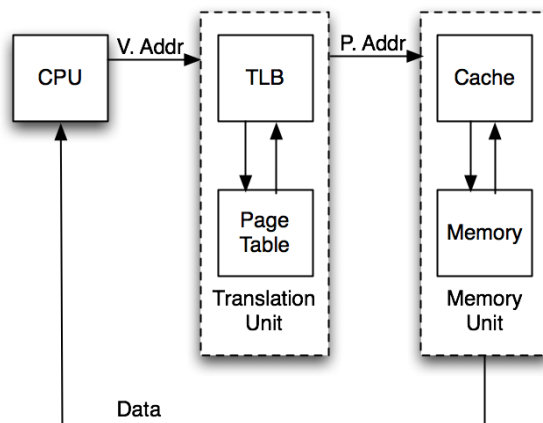 V. Addr
P. Addr
CPU
TLB
Cache
Page
Table
Memory
Translation
Unit
Memory
Unit
Data